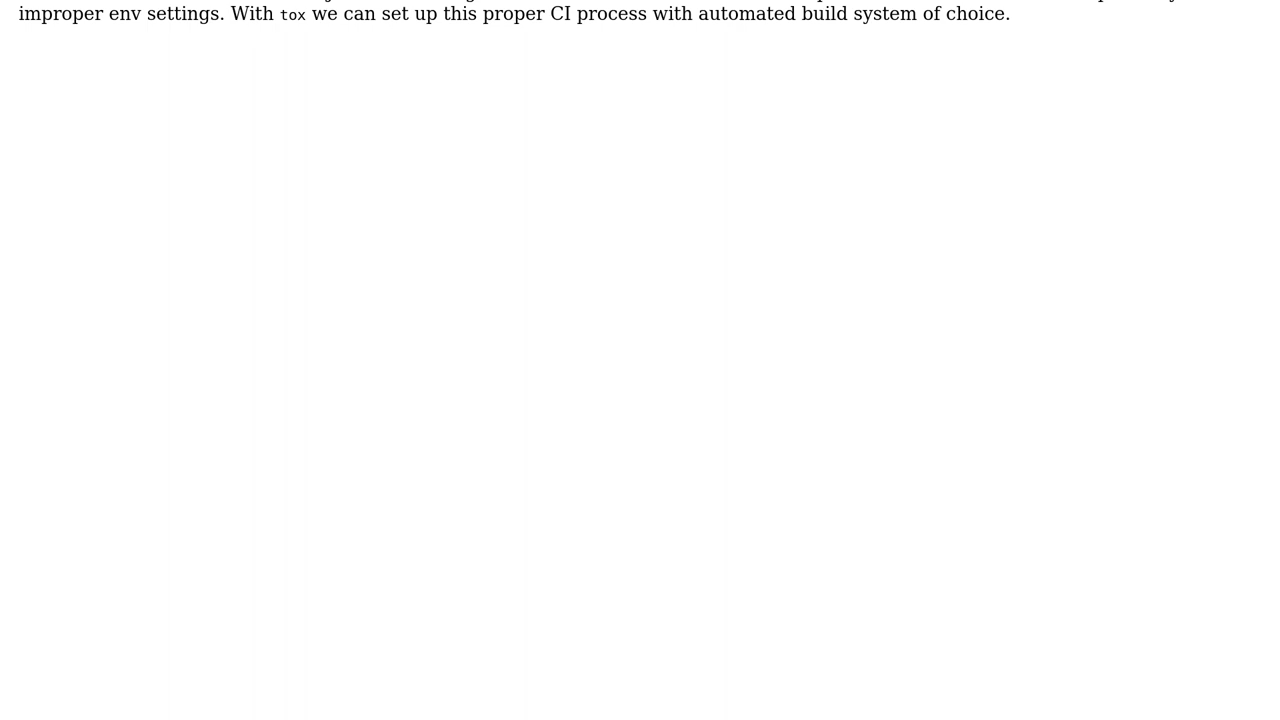 improper env settings. With tox we can set up this proper CI process with automated build system of choice.